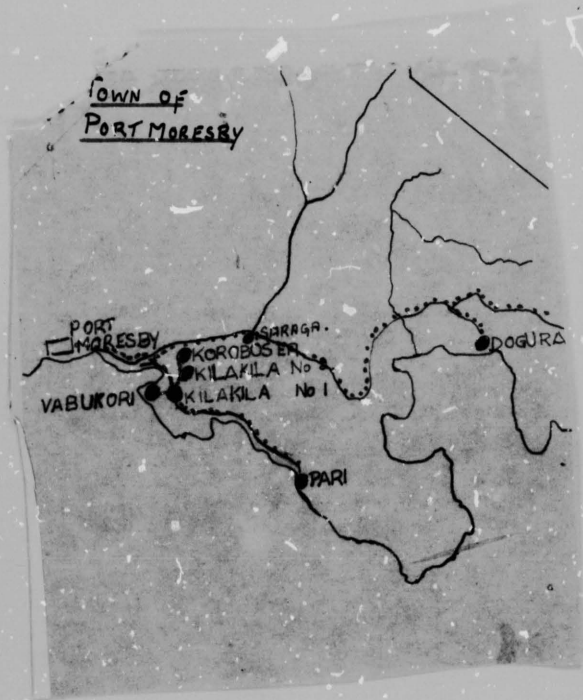 TOWN OF
PORT MORESBY
PORT
MORESBY
SARAGA.
KOROBOSEA
KILAKILA No
KILAKILA No 1
VABUKORI
DOGURA
PARI